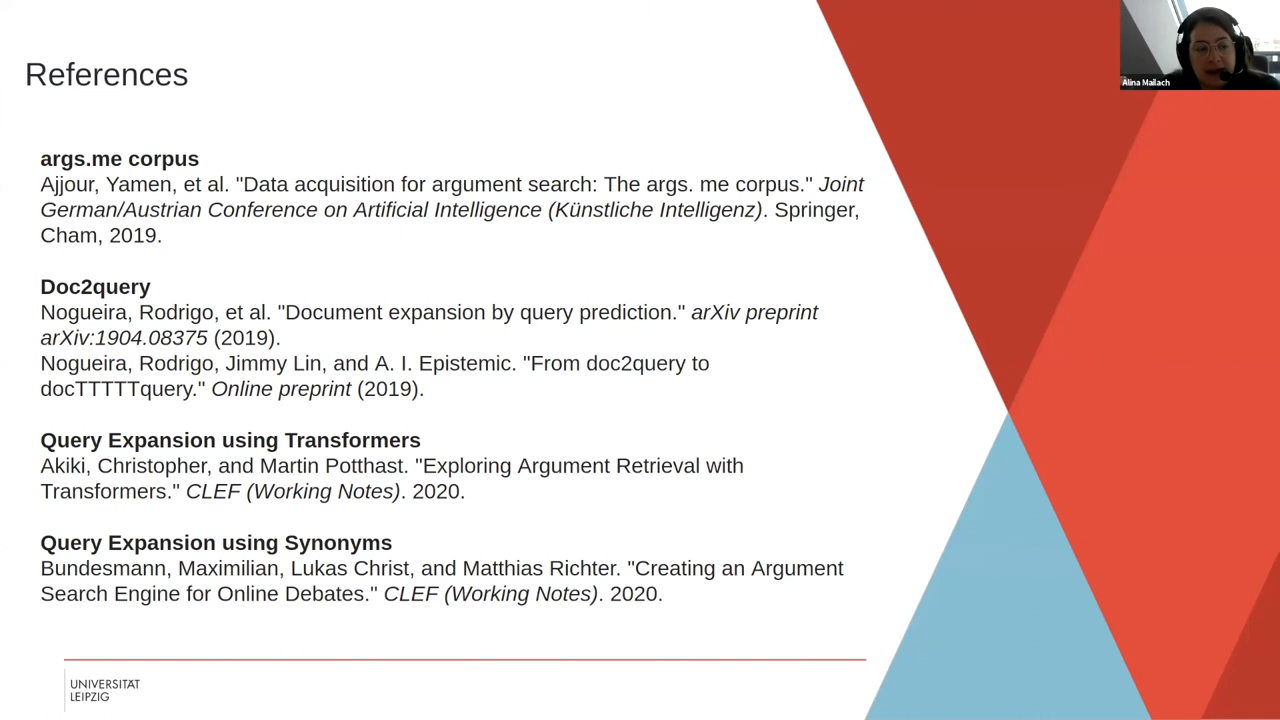 References
Alina Mailach
args.me corpus
Ajjour, Yamen, et al. "Data acquisition for argument search: The args. me corpus." Joint
German/Austrian Conference on Artificial Intelligence (Künstliche Intelligenz). Springer,
Cham, 2019.
Doc2query
Nogueira, Rodrigo, et al. "Document expansion by query prediction." arXiv preprint
arXiv:1904.08375 (2019).
Nogueira, Rodrigo, Jimmy Lin, and A. I. Epistemic. "From doc2query to
docTTTTTquery." Online preprint (2019).
Query Expansion using Transformers
Akiki, Christopher, and Martin Potthast. "Exploring Argument Retrieval with
Transformers." CLEF (Working Notes). 2020.
Query Expansion using Synonyms
Bundesmann, Maximilian, Lukas Christ, and Matthias Richter. "Creating an Argument
Search Engine for Online Debates." CLEF (Working Notes). 2020.
UNIVERSITÄT
LEIPZIG